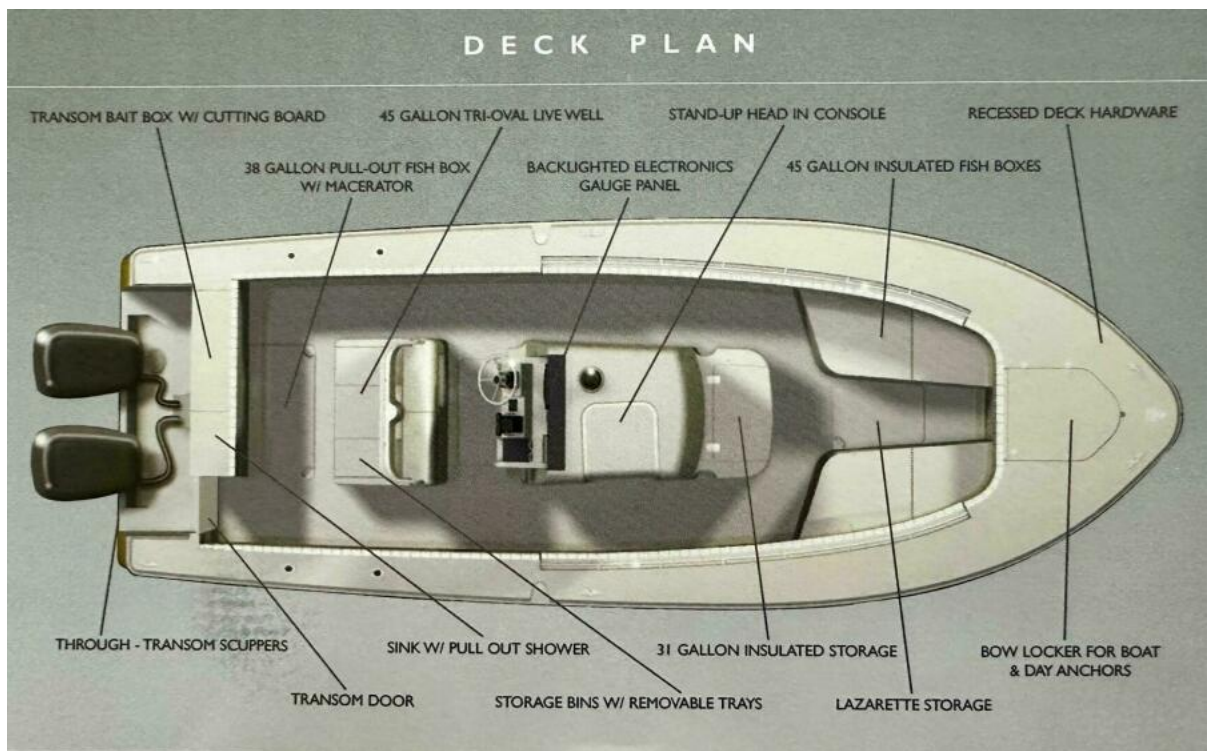 DECK PLAN
TRANSOM BAIT BOX W/ CUTTING BOARD
45 GALLON TRI-OVAL LIVE WELL
STAND-UP HEAD IN CONSOLE
RECESSED DECK HARDWARE
38 GALLON PULL-OUT FISH BOX
W/ MACERATOR
BACKLIGHTED ELECTRONICS
GAUGE PANEL
45 GALLON INSULATED FISH BOXES
THROUGH - TRANSOM SCUPPERS
SINK W/ PULL OUT SHOWER
31 GALLON INSULATED STORAGE
BOW LOCKER FOR BOAT
& DAY ANCHORS
TRANSOM DOOR
STORAGE BINS W/ REMOVABLE TRAYS
LAZARETTE STORAGE